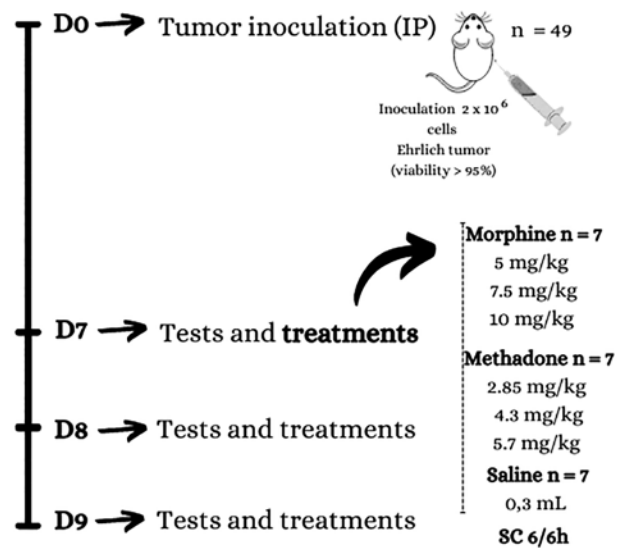 D0 Tumor inoculation (IP)
n = 49
Inoculation 2 x 10⁶
cells
Ehrlich tumor
(viability > 95%)
Morphine n = 7
5 mg/kg
7.5 mg/kg
10 mg/kg
D7 Tests and treatments
Methadone n = 7
2.85 mg/kg
4.3 mg/kg
5.7 mg/kg
D8 Tests and treatments
Saline n = 7
0,3 mL
SC 6/6h
D9 Tests and treatments